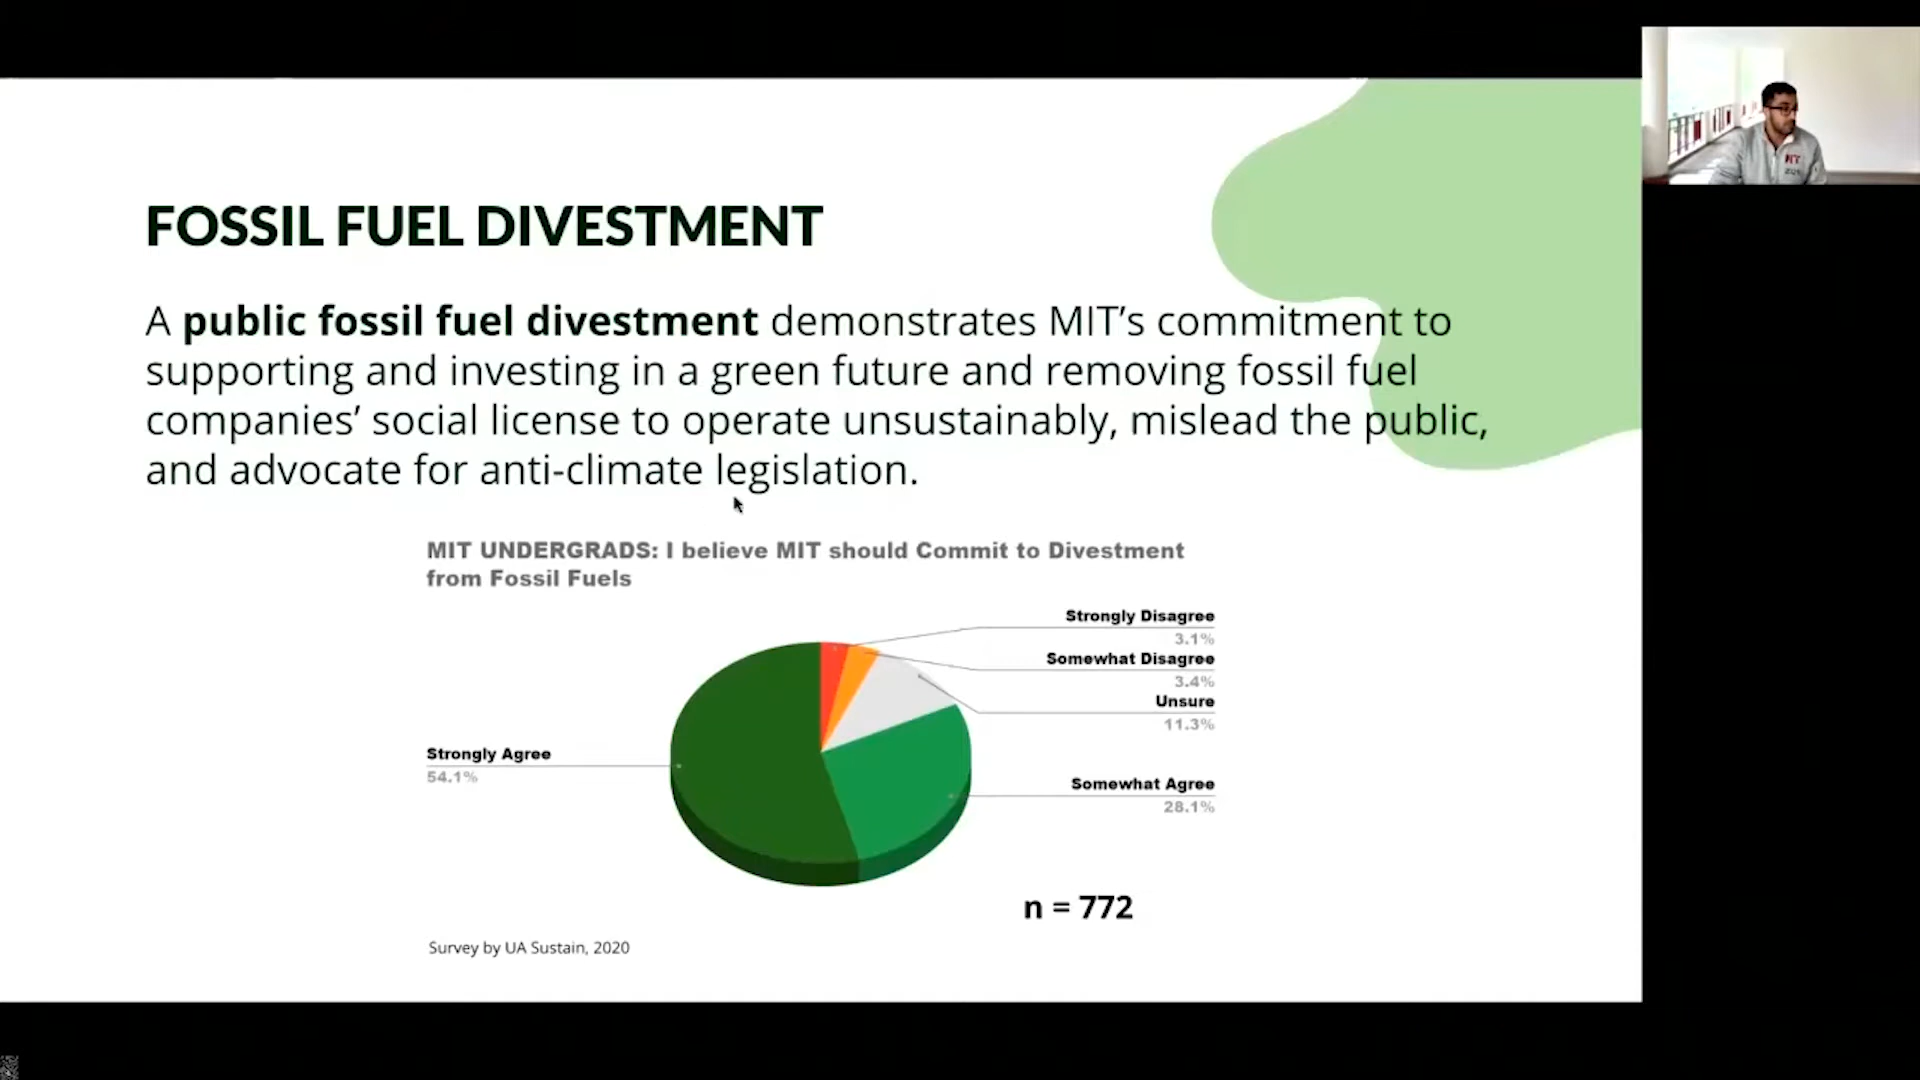 FOSSIL FUEL DIVESTMENT
A public fossil fuel divestment demonstrates MIT’s commitment to
supporting and investing in a green future and removing fossil fuel
companies’ social license to operate unsustainably, mislead the public,
and advocate for anti-climate legislation.
MIT UNDERGRADS: I believe MIT should Commit to Divestment
from Fossil Fuels
Strongly Disagree
3.1%
Somewhat Disagree
3.4%
Unsure
11.3%
Strongly Agree
54.1%
Somewhat Agree
28.1%
n = 772
Survey by UA Sustain, 2020